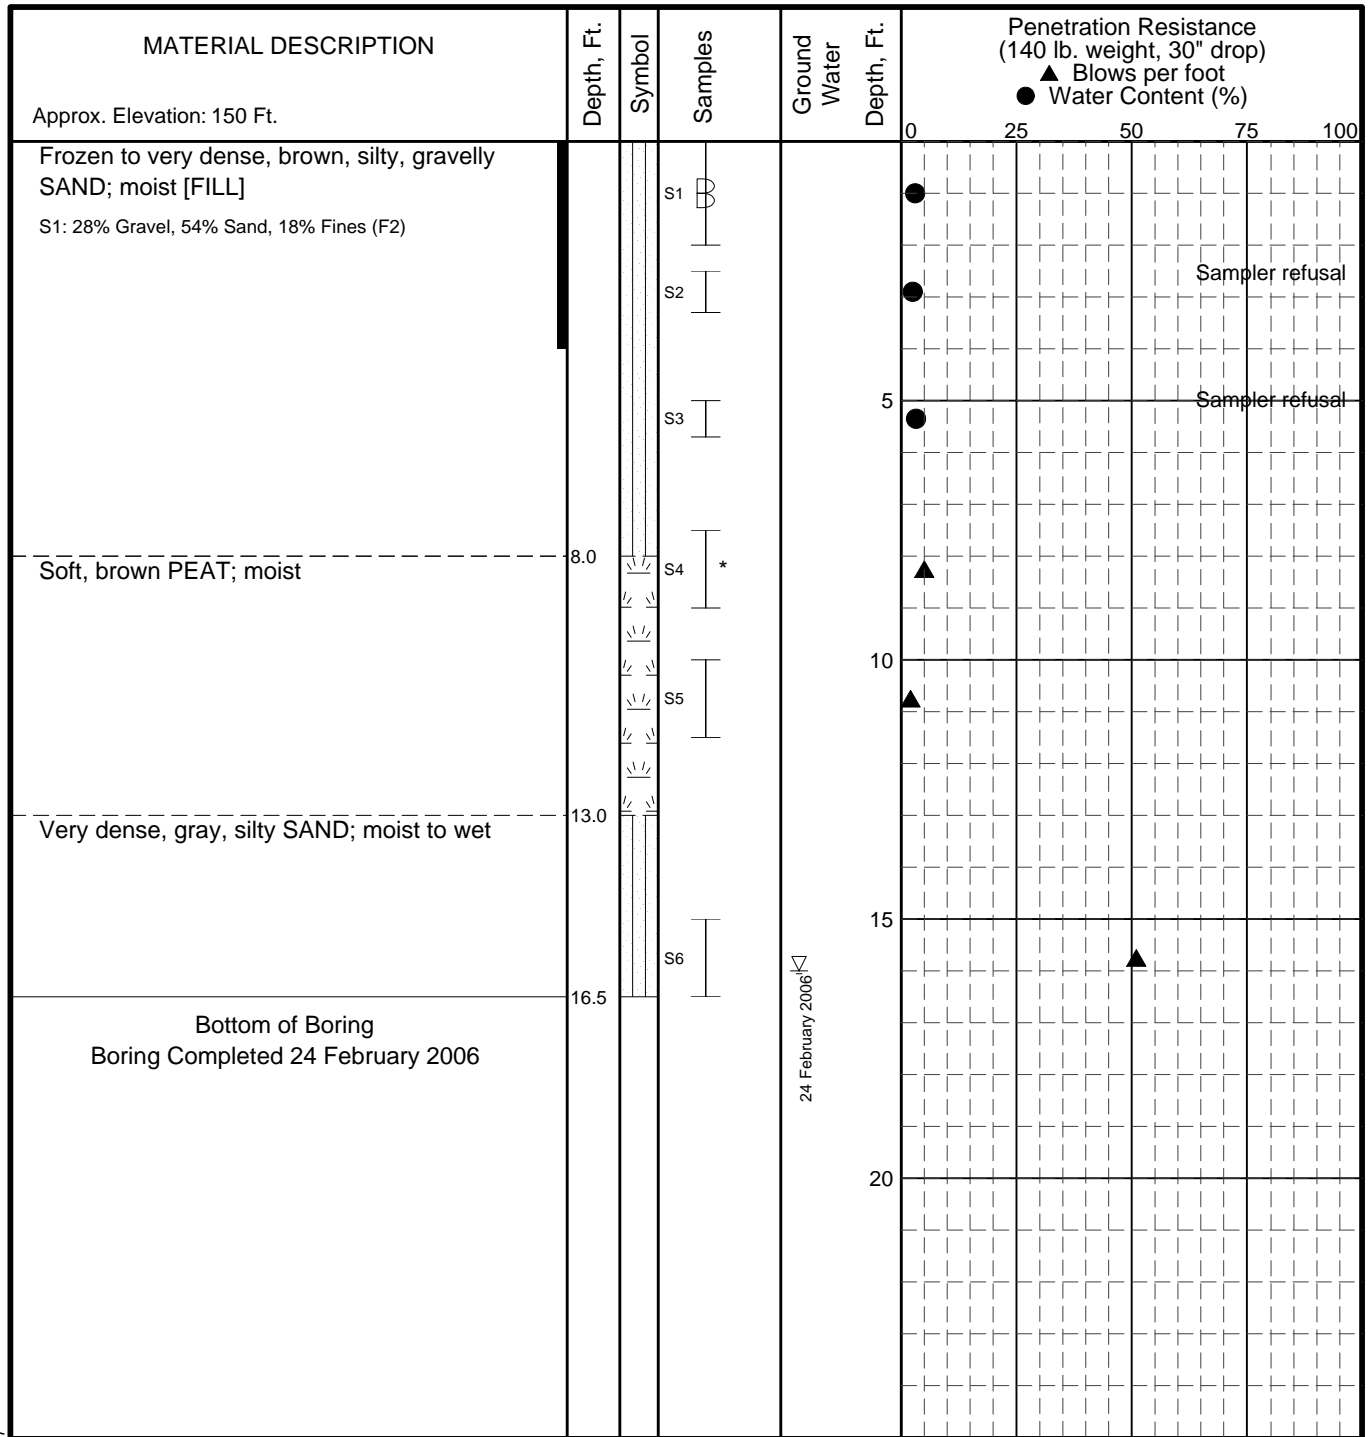 MATERIAL DESCRIPTION
Approx. Elevation: 150 Ft.
Depth, Ft.
Symbol
Samples
Ground
Water
Depth, Ft.
Penetration Resistance
(140 lb. weight, 30" drop)
▲ Blows per foot
● Water Content (%)
0 25 50 75 100
Frozen to very dense, brown, silty, gravelly
SAND; moist [FILL]
S1: 28% Gravel, 54% Sand, 18% Fines (F2)
S1
S2
Sampler refusal
5
Sampler refusal
S3
8.0
Soft, brown PEAT; moist
S4 *
10
S5
13.0
Very dense, gray, silty SAND; moist to wet
15
S6
16.5
24 February 2006
Bottom of Boring
Boring Completed 24 February 2006
20